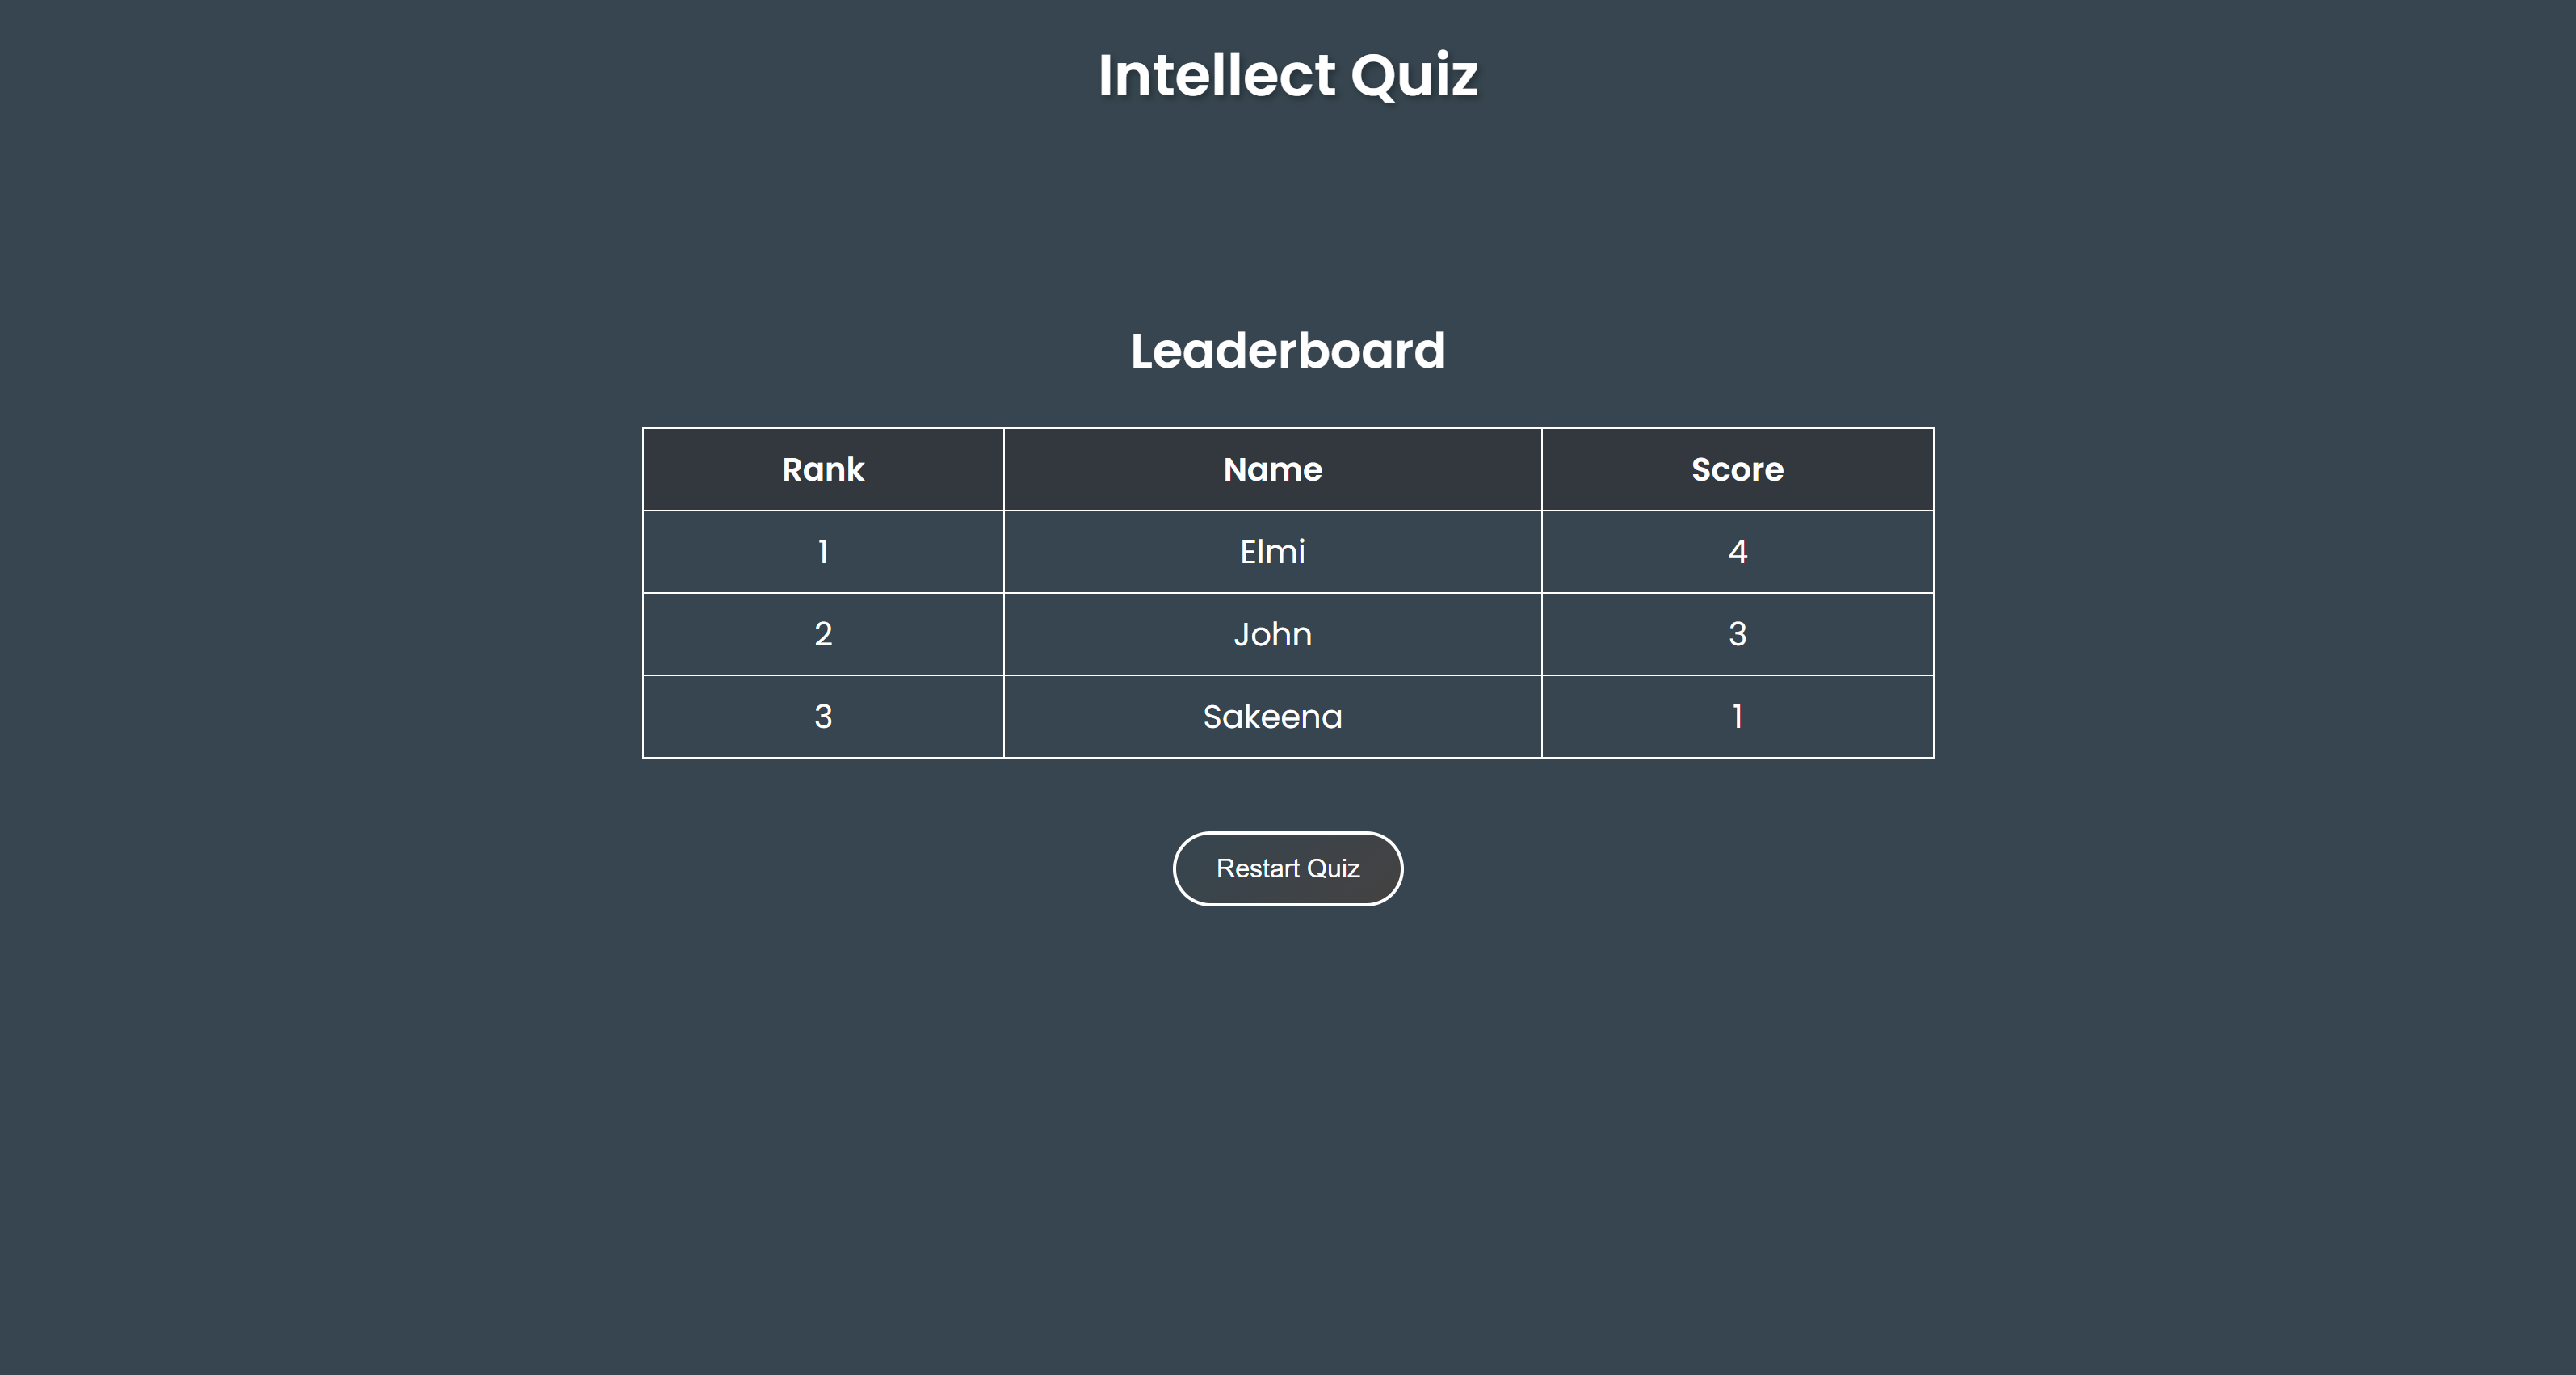 Intellect Quiz
Leaderboard
Rank Name Score
1 Elmi 4
2 John 3
3 Sakeena 1
Restart Quiz